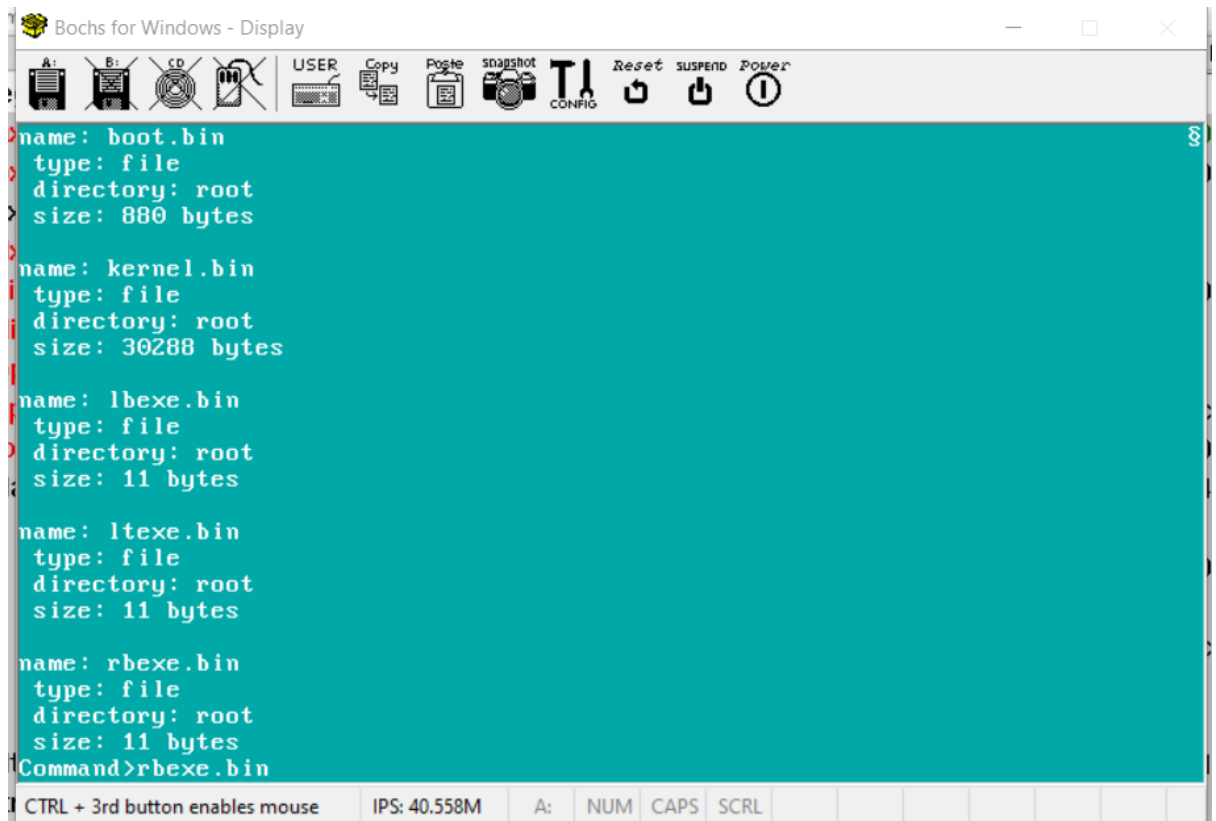 Bochs for Windows - Display
A: B: CD USER Copy Paste snapshot CONFIG Reset SUSPEND Power
name: boot.bin §
type: file
directory: root
size: 880 bytes
name: kernel.bin
type: file
directory: root
size: 30288 bytes
name: lbexe.bin
type: file
directory: root
size: 11 bytes
name: ltexe.bin
type: file
directory: root
size: 11 bytes
name: rbexe.bin
type: file
directory: root
size: 11 bytes
Command>rbexe.bin
CTRL + 3rd button enables mouse IPS: 40.558M A: NUM CAPS SCRL